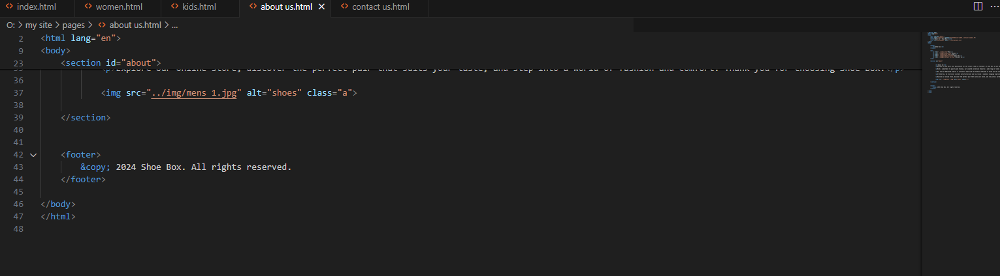 index.html women.html kids.html about us.html contact us.html
O: > my site > pages > about us.html > ...
2 <html lang="en">
9 <body>
23 <section id="about">
<p>Explore our online store, discover the perfect pair that suits your taste, and step into a world of fashion and comfort. Thank you for choosing Shoe Box.</p>
36
37 <img src="../img/mens 1.jpg" alt="shoes" class="a">
38
39 </section>
40
41
42 <footer>
43 &copy; 2024 Shoe Box. All rights reserved.
44 </footer>
45
46 </body>
47 </html>
48